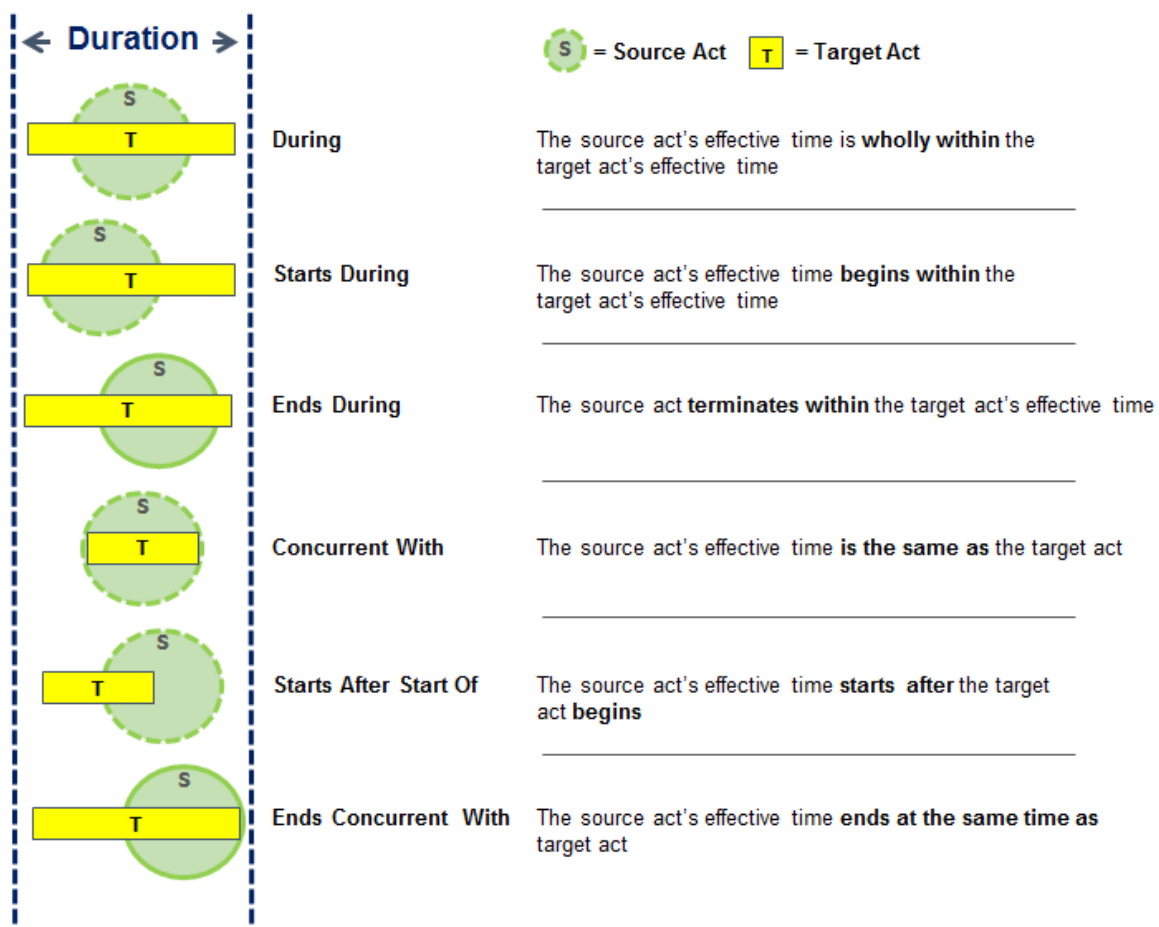 Duration
S = Source Act T = Target Act
S
T
During
The source act's effective time is wholly within the
target act's effective time
S
T
Starts During
The source act's effective time begins within the
target act's effective time
S
T
Ends During
The source act terminates within the target act's effective time
S
T
Concurrent With
The source act's effective time is the same as the target act
S
T
Starts After Start Of
The source act's effective time starts after the target
act begins
S
T
Ends Concurrent With
The source act's effective time ends at the same time as
target act